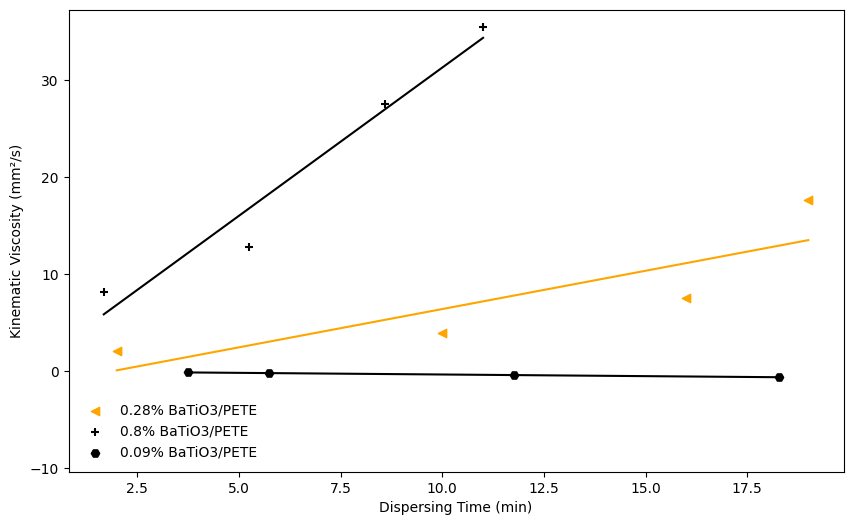 30
20
10
0
−10
Kinematic Viscosity (mm²/s)
0.28% BaTiO3/PETE
0.8% BaTiO3/PETE
0.09% BaTiO3/PETE
2.5 5.0 7.5 10.0 12.5 15.0 17.5
Dispersing Time (min)